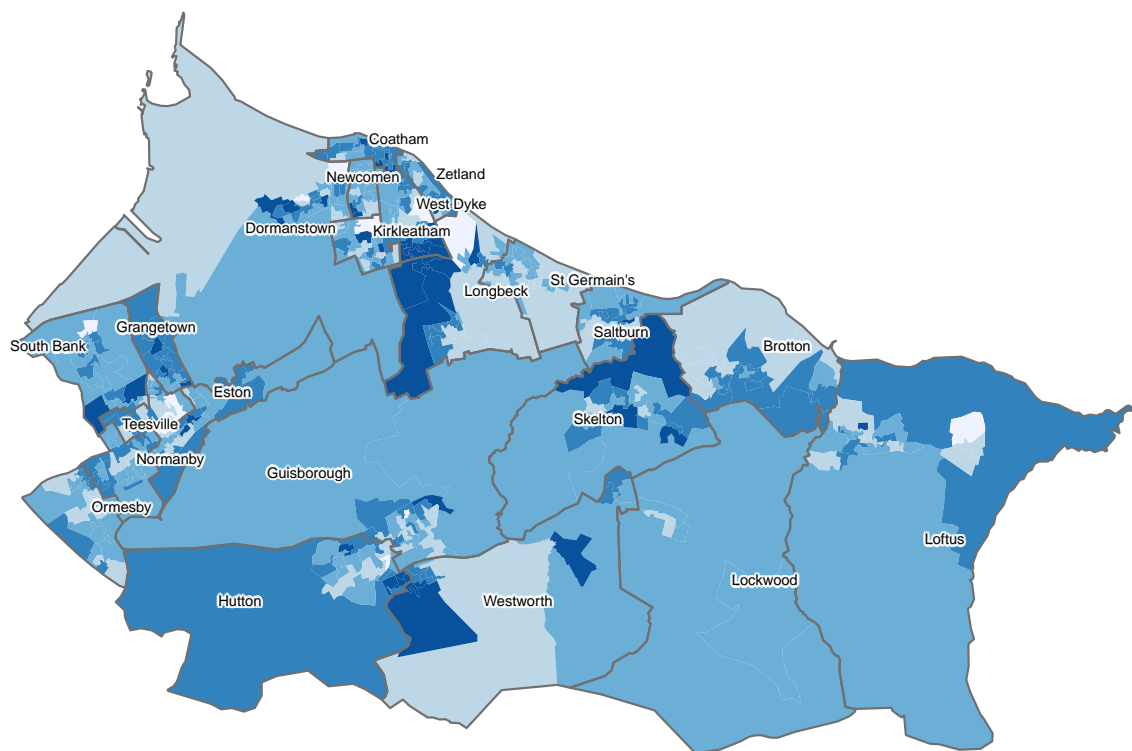 Coatham
Zetland
Newcomen
West Dyke
Dormanstown
Kirkleatham
St Germain's
Longbeck
Grangetown
Saltburn
South Bank
Brotton
Eston
Skelton
Teesville
Normanby
Guisborough
Ormesby
Loftus
Lockwood
Hutton
Westworth